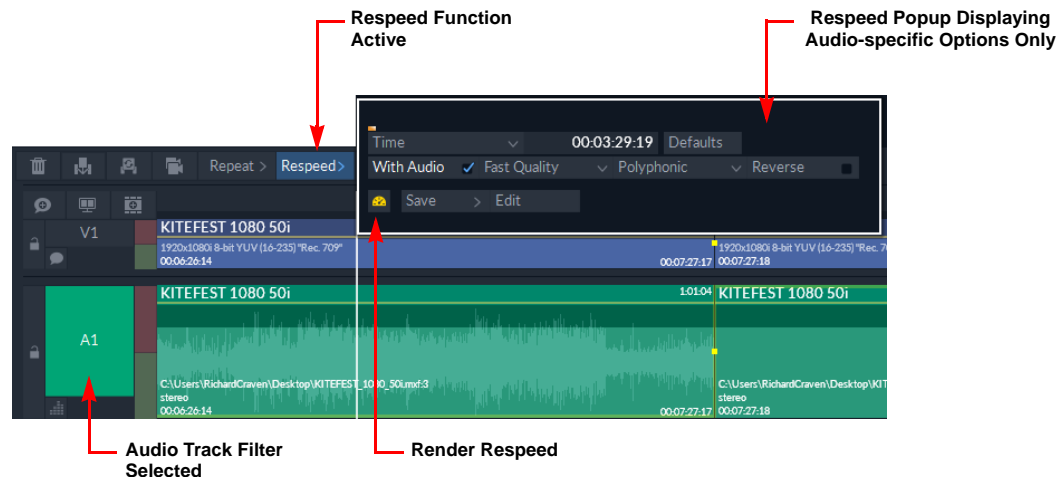 Respeed Function
Active
Respeed Popup Displaying
Audio-specific Options Only
Time 00:03:29:19 Defaults
Repeat > Respeed>
With Audio Fast Quality Polyphonic Reverse
Save > Edit
V1
KITEFEST 1080 50i
1920x1080i 8-bit YUV (16-235) "Rec. 709"
00:06:26:14 00:07:27:17
1920x1080i 8-bit YUV (16-235) "Rec. 
00:07:27:18
A1
KITEFEST 1080 50i 1:01:04
KITEFEST 1080 50i
C:\Users\RichardCraven\Desktop\KITEFEST_1080_50i.mxf:3
stereo
00:06:26:14 00:07:27:17
C:\Users\RichardCraven\Desktop\KIT
stereo
00:07:27:18
Audio Track Filter
Selected
Render Respeed